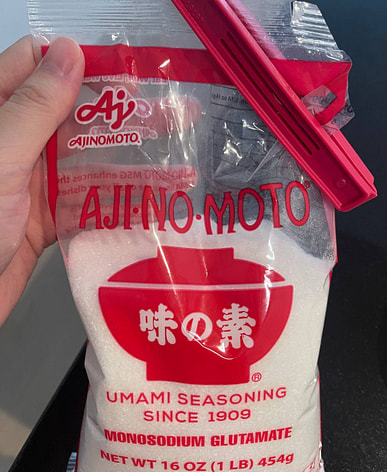 Aj
AJINOMOTO®
AJI·NO·MOTO®
味の素
®
UMAMI SEASONING
SINCE 1909
MONOSODIUM GLUTAMATE
NET WT 16 OZ (1 LB) 454g